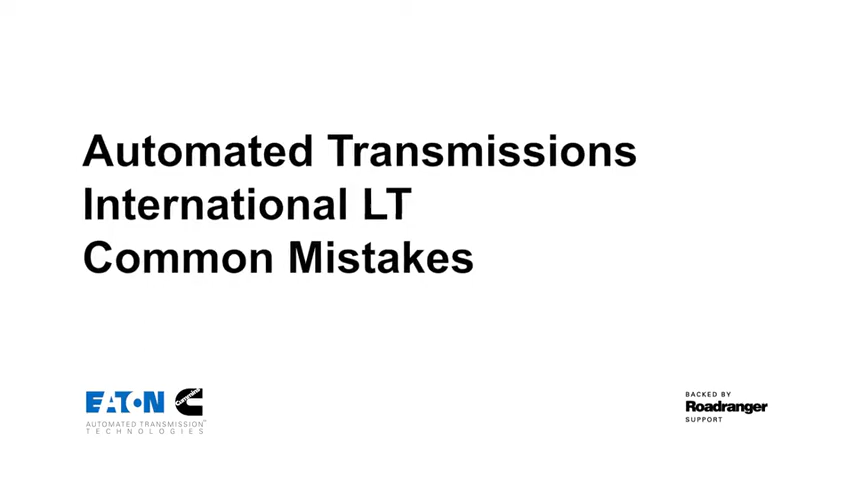 Automated Transmissions
International LT
Common Mistakes
EATON
Cummins
AUTOMATED TRANSMISSION
TECHNOLOGIES
BACKED BY
Roadranger
SUPPORT